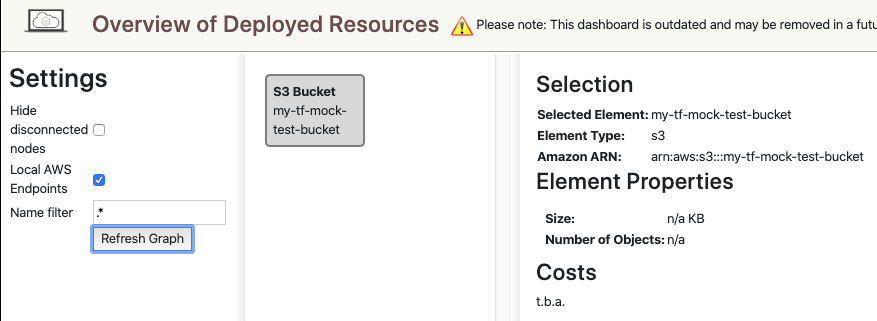 Overview of Deployed Resources
Please note: This dashboard is outdated and may be removed in a futu
Settings
Hide
disconnected
nodes
Local AWS
Endpoints
Name filter
.*
Refresh Graph
S3 Bucket
my-tf-mock-
test-bucket
Selection
Selected Element: my-tf-mock-test-bucket
Element Type: s3
Amazon ARN: arn:aws:s3:::my-tf-mock-test-bucket
Element Properties
Size: n/a KB
Number of Objects: n/a
Costs
t.b.a.